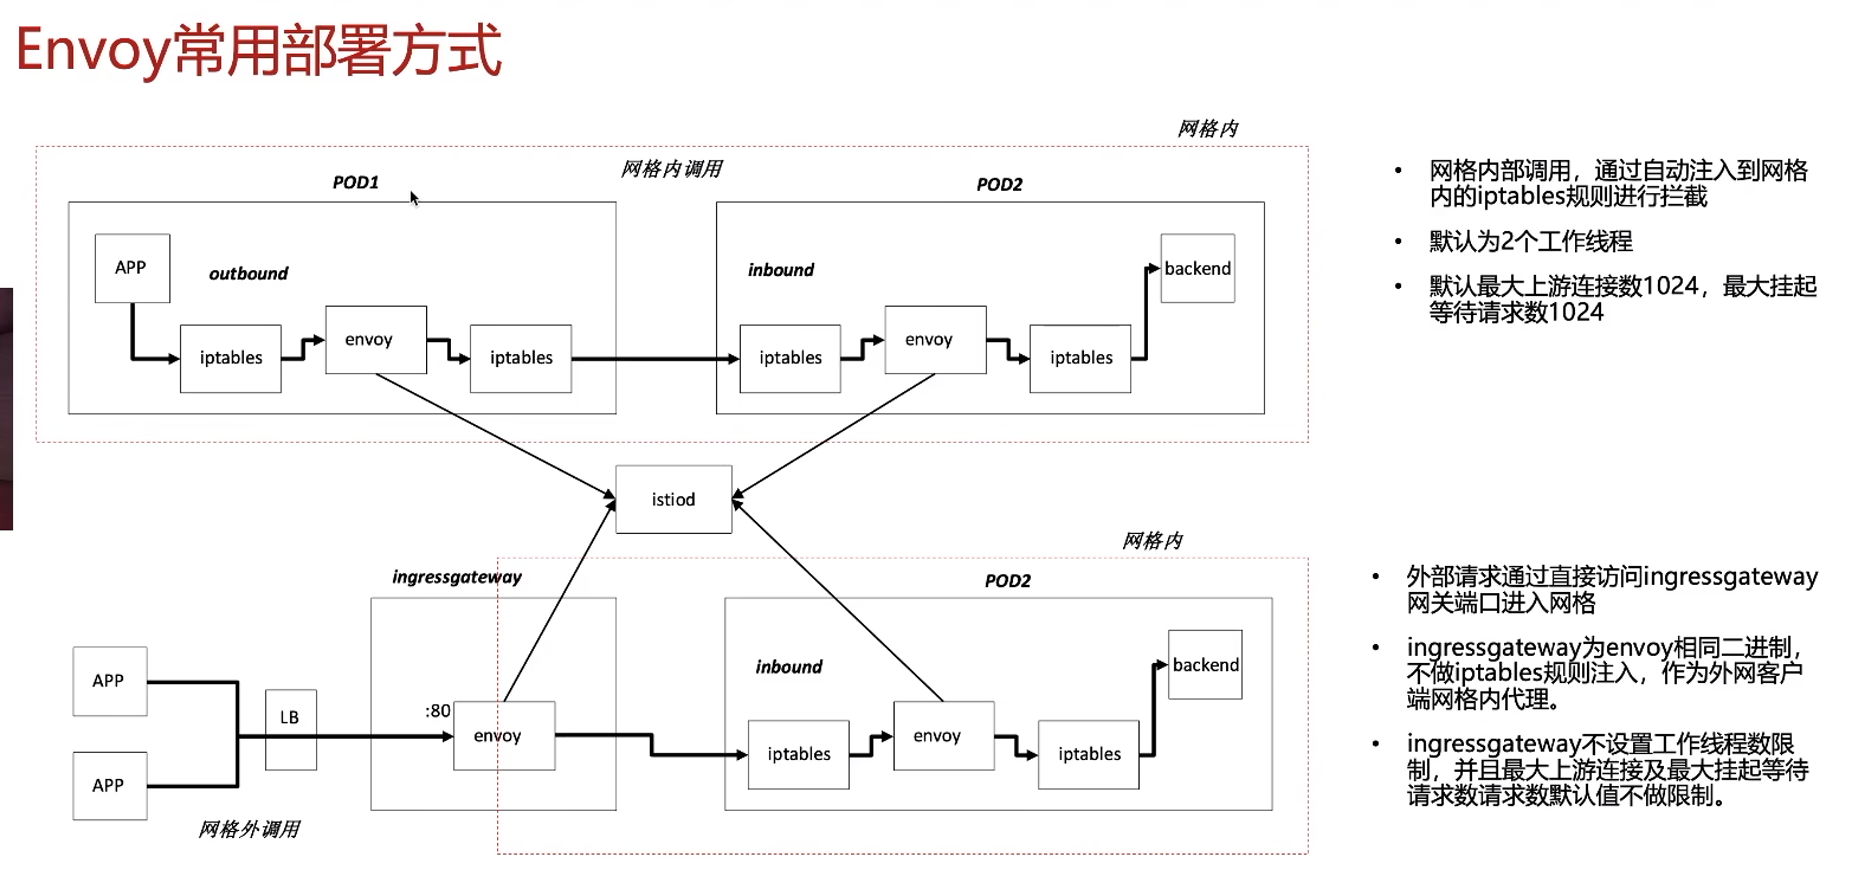 Envoy常用部署方式
网格内
网格内调用
POD1
POD2
APP
outbound
iptables
envoy
iptables
inbound
iptables
envoy
iptables
backend
istiod
网格内
ingressgateway
POD2
APP
APP
LB
:80
envoy
inbound
iptables
envoy
iptables
backend
网格外调用
• 网格内部调用，通过自动注入到网格
内的iptables规则进行拦截
• 默认为2个工作线程
• 默认最大上游连接数1024，最大挂起
等待请求数1024
• 外部请求通过直接访问ingressgateway
网关端口进入网格
• ingressgateway为envoy相同二进制，
不做iptables规则注入，作为外网客户
端网格内代理。
• ingressgateway不设置工作线程数限
制，并且最大上游连接及最大挂起等待
请求数请求数默认值不做限制。